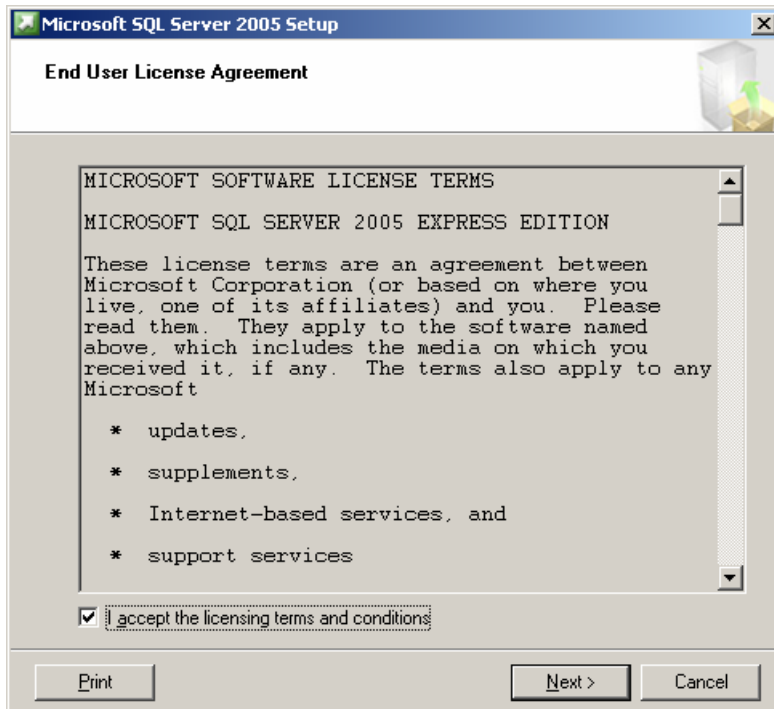 Microsoft SQL Server 2005 Setup
End User License Agreement
MICROSOFT SOFTWARE LICENSE TERMS
MICROSOFT SQL SERVER 2005 EXPRESS EDITION
These license terms are an agreement between
Microsoft Corporation (or based on where you
live, one of its affiliates) and you.  Please
read them.  They apply to the software named
above, which includes the media on which you
received it, if any.  The terms also apply to any
Microsoft
* updates,
* supplements,
* Internet-based services, and
* support services
I accept the licensing terms and conditions
Print
Next >
Cancel